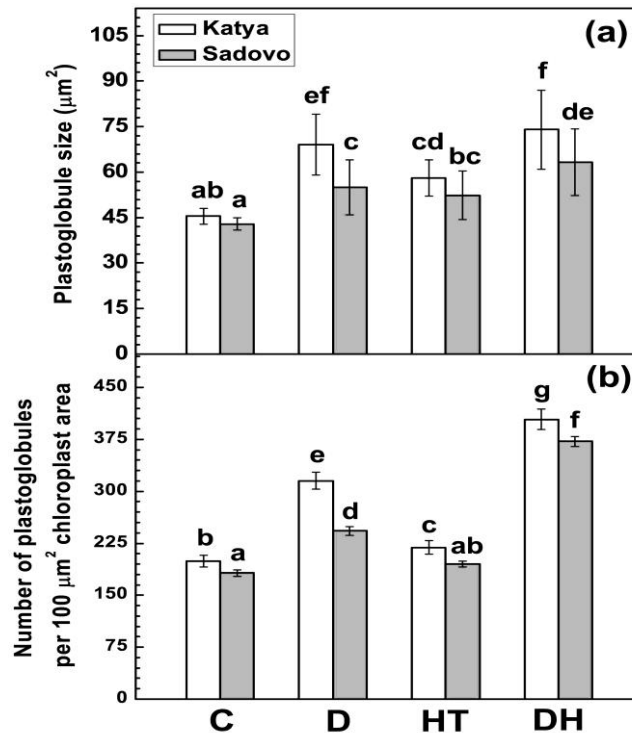 Katya
Sadovo
(a)
Plastoglobule size (μm²)
105
90
75
60
45
30
15
0
ab
a
ef
c
cd
bc
f
de
(b)
Number of plastoglobules
per 100 μm² chloroplast area
450
375
300
225
150
75
0
b
a
e
d
c
ab
g
f
C
D
HT
DH